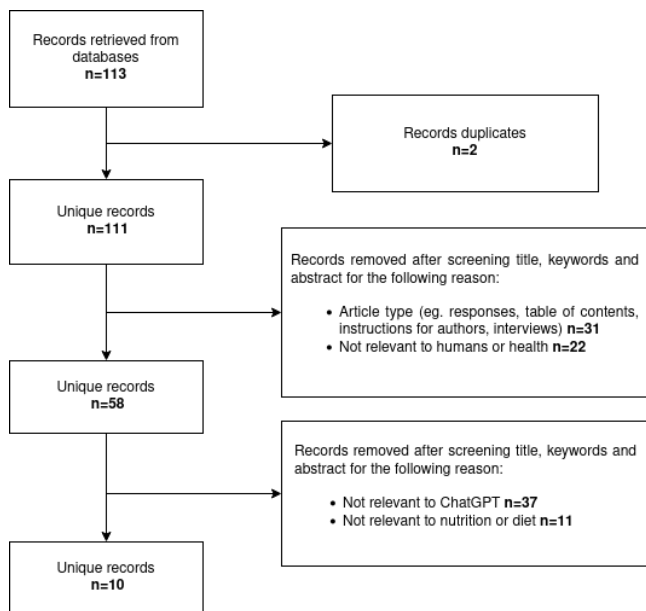 Records retrieved from
databases
n=113
Records duplicates
n=2
Unique records
n=111
Records removed after screening title, keywords and
abstract for the following reason:
• Article type (eg. responses, table of contents,
instructions for authors, interviews) n=31
• Not relevant to humans or health n=22
Unique records
n=58
Records removed after screening title, keywords and
abstract for the following reason:
• Not relevant to ChatGPT n=37
• Not relevant to nutrition or diet n=11
Unique records
n=10